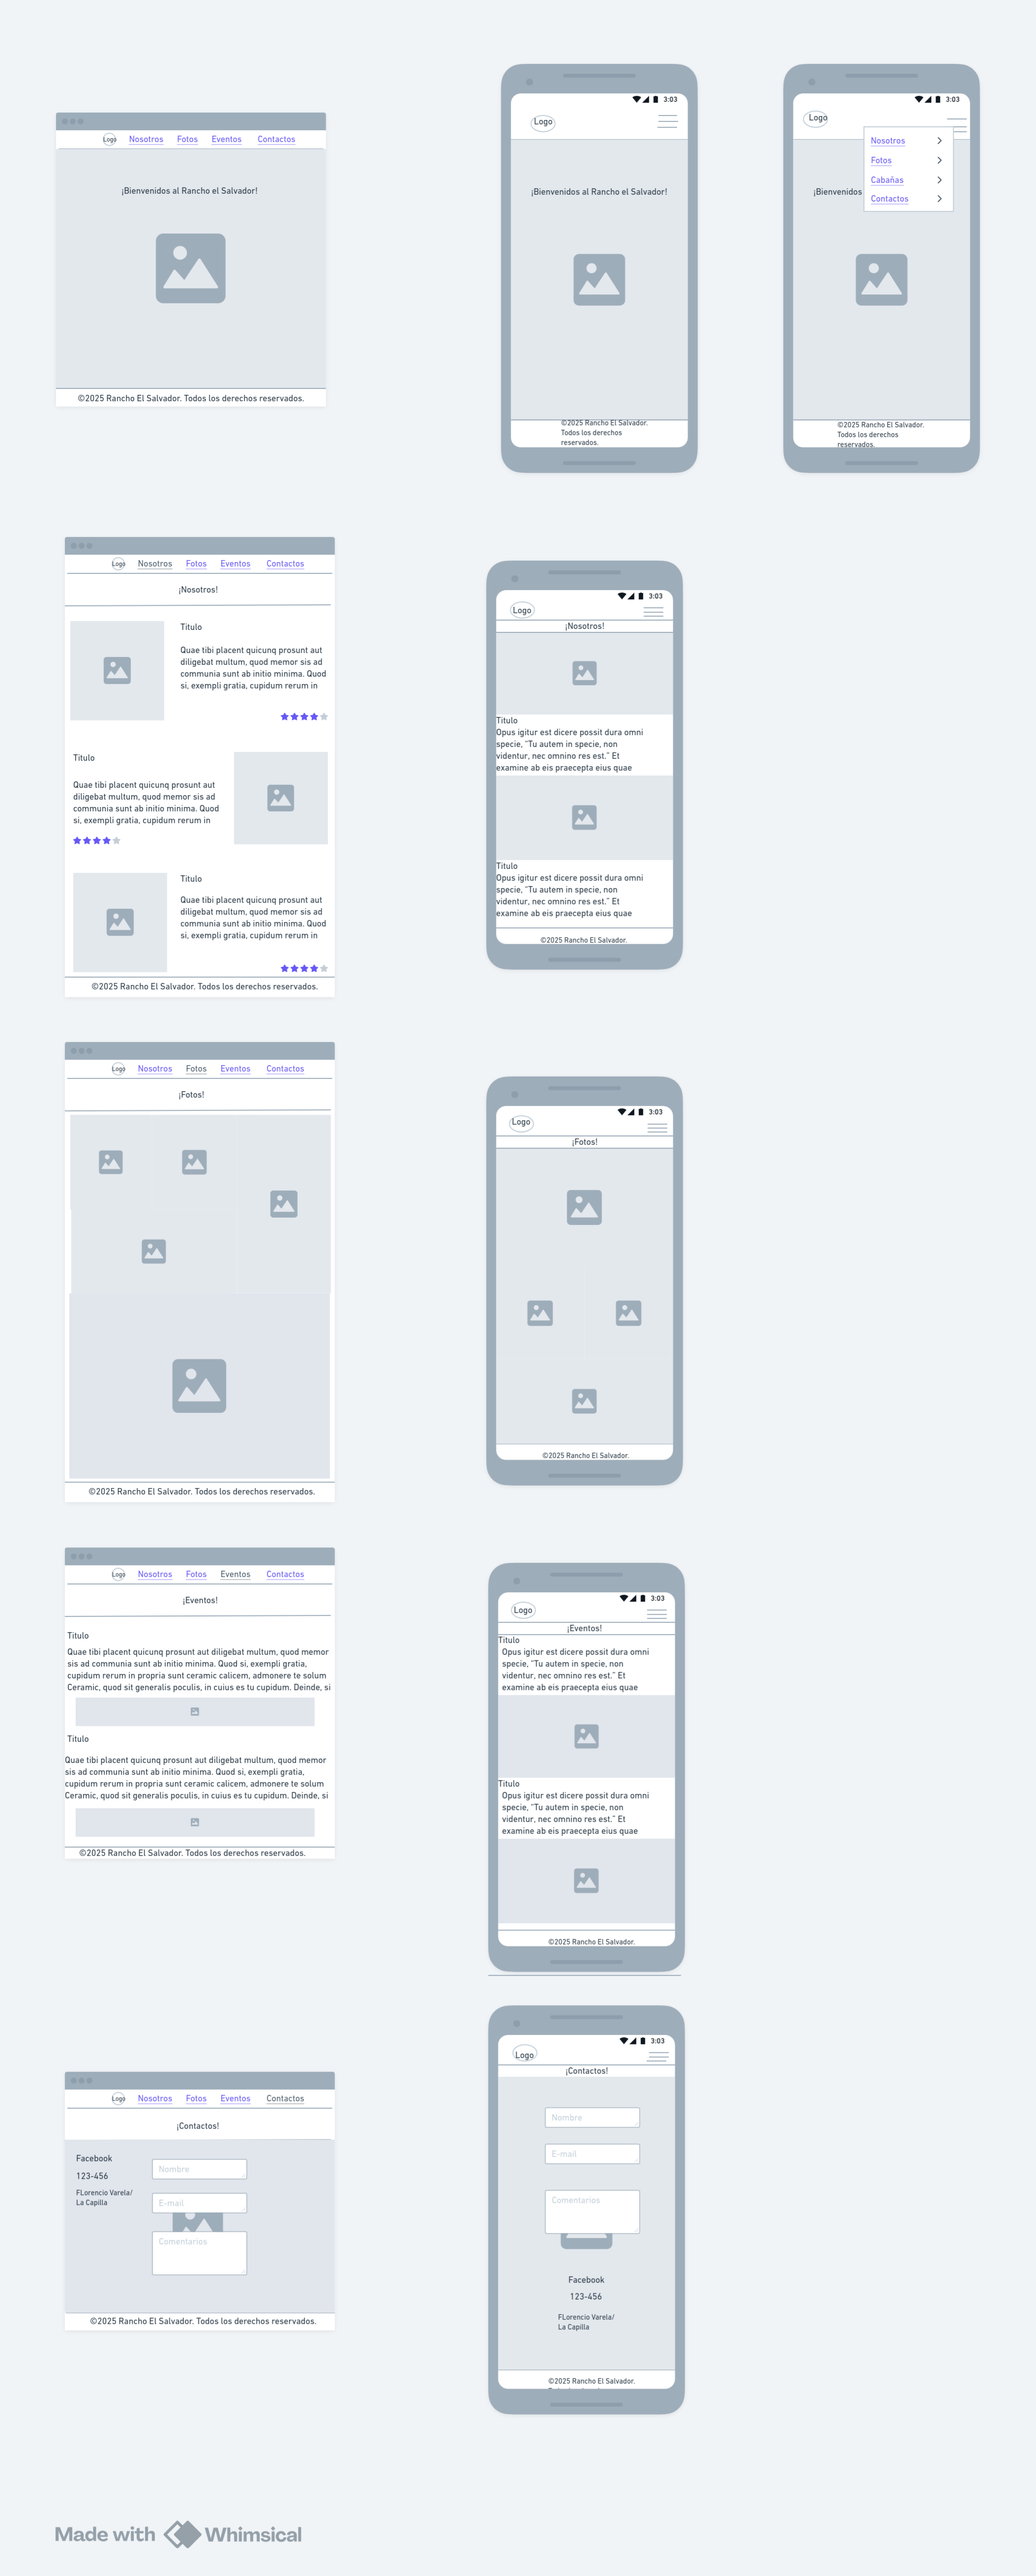 Logo Nosotros Fotos Eventos Contactos
¡Bienvenidos al Rancho el Salvador!
©2025 Rancho El Salvador. Todos los derechos reservados.
3:03
Logo
¡Bienvenidos al Rancho el Salvador!
©2025 Rancho El Salvador.
Todos los derechos
reservados.
3:03
Logo
Nosotros
Fotos
Cabañas
Contactos
¡Bienvenidos
©2025 Rancho El Salvador.
Todos los derechos
reservados.
Logo Nosotros Fotos Eventos Contactos
¡Nosotros!
Titulo
Quae tibi placent quicunq prosunt aut
diligebat multum, quod memor sis ad
communia sunt ab initio minima. Quod
si, exempli gratia, cupidum rerum in
Titulo
Quae tibi placent quicunq prosunt aut
diligebat multum, quod memor sis ad
communia sunt ab initio minima. Quod
si, exempli gratia, cupidum rerum in
Titulo
Quae tibi placent quicunq prosunt aut
diligebat multum, quod memor sis ad
communia sunt ab initio minima. Quod
si, exempli gratia, cupidum rerum in
©2025 Rancho El Salvador. Todos los derechos reservados.
3:03
Logo
¡Nosotros!
Titulo
Opus igitur est dicere possit dura omni
specie, "Tu autem in specie, non
videntur, nec omnino res est." Et
examine ab eis praecepta eius quae
Titulo
Opus igitur est dicere possit dura omni
specie, "Tu autem in specie, non
videntur, nec omnino res est." Et
examine ab eis praecepta eius quae
©2025 Rancho El Salvador.
Logo Nosotros Fotos Eventos Contactos
¡Fotos!
©2025 Rancho El Salvador. Todos los derechos reservados.
3:03
Logo
¡Fotos!
©2025 Rancho El Salvador.
Logo Nosotros Fotos Eventos Contactos
¡Eventos!
Titulo
Quae tibi placent quicunq prosunt aut diligebat multum, quod memor
sis ad communia sunt ab initio minima. Quod si, exempli gratia,
cupidum rerum in propria sunt ceramic calicem, admonere te solum
Ceramic, quod sit generalis poculis, in cuius es tu cupidum. Deinde, si
Titulo
Quae tibi placent quicunq prosunt aut diligebat multum, quod memor
sis ad communia sunt ab initio minima. Quod si, exempli gratia,
cupidum rerum in propria sunt ceramic calicem, admonere te solum
Ceramic, quod sit generalis poculis, in cuius es tu cupidum. Deinde, si
©2025 Rancho El Salvador. Todos los derechos reservados.
3:03
Logo
¡Eventos!
Titulo
Opus igitur est dicere possit dura omni
specie, "Tu autem in specie, non
videntur, nec omnino res est." Et
examine ab eis praecepta eius quae
Titulo
Opus igitur est dicere possit dura omni
specie, "Tu autem in specie, non
videntur, nec omnino res est." Et
examine ab eis praecepta eius quae
©2025 Rancho El Salvador.
Logo Nosotros Fotos Eventos Contactos
¡Contactos!
Facebook
123-456
FLorencio Varela/
La Capilla
Nombre
E-mail
Comentarios
©2025 Rancho El Salvador. Todos los derechos reservados.
3:03
Logo
¡Contactos!
Nombre
E-mail
Comentarios
Facebook
123-456
FLorencio Varela/
La Capilla
©2025 Rancho El Salvador.
Made with Whimsical